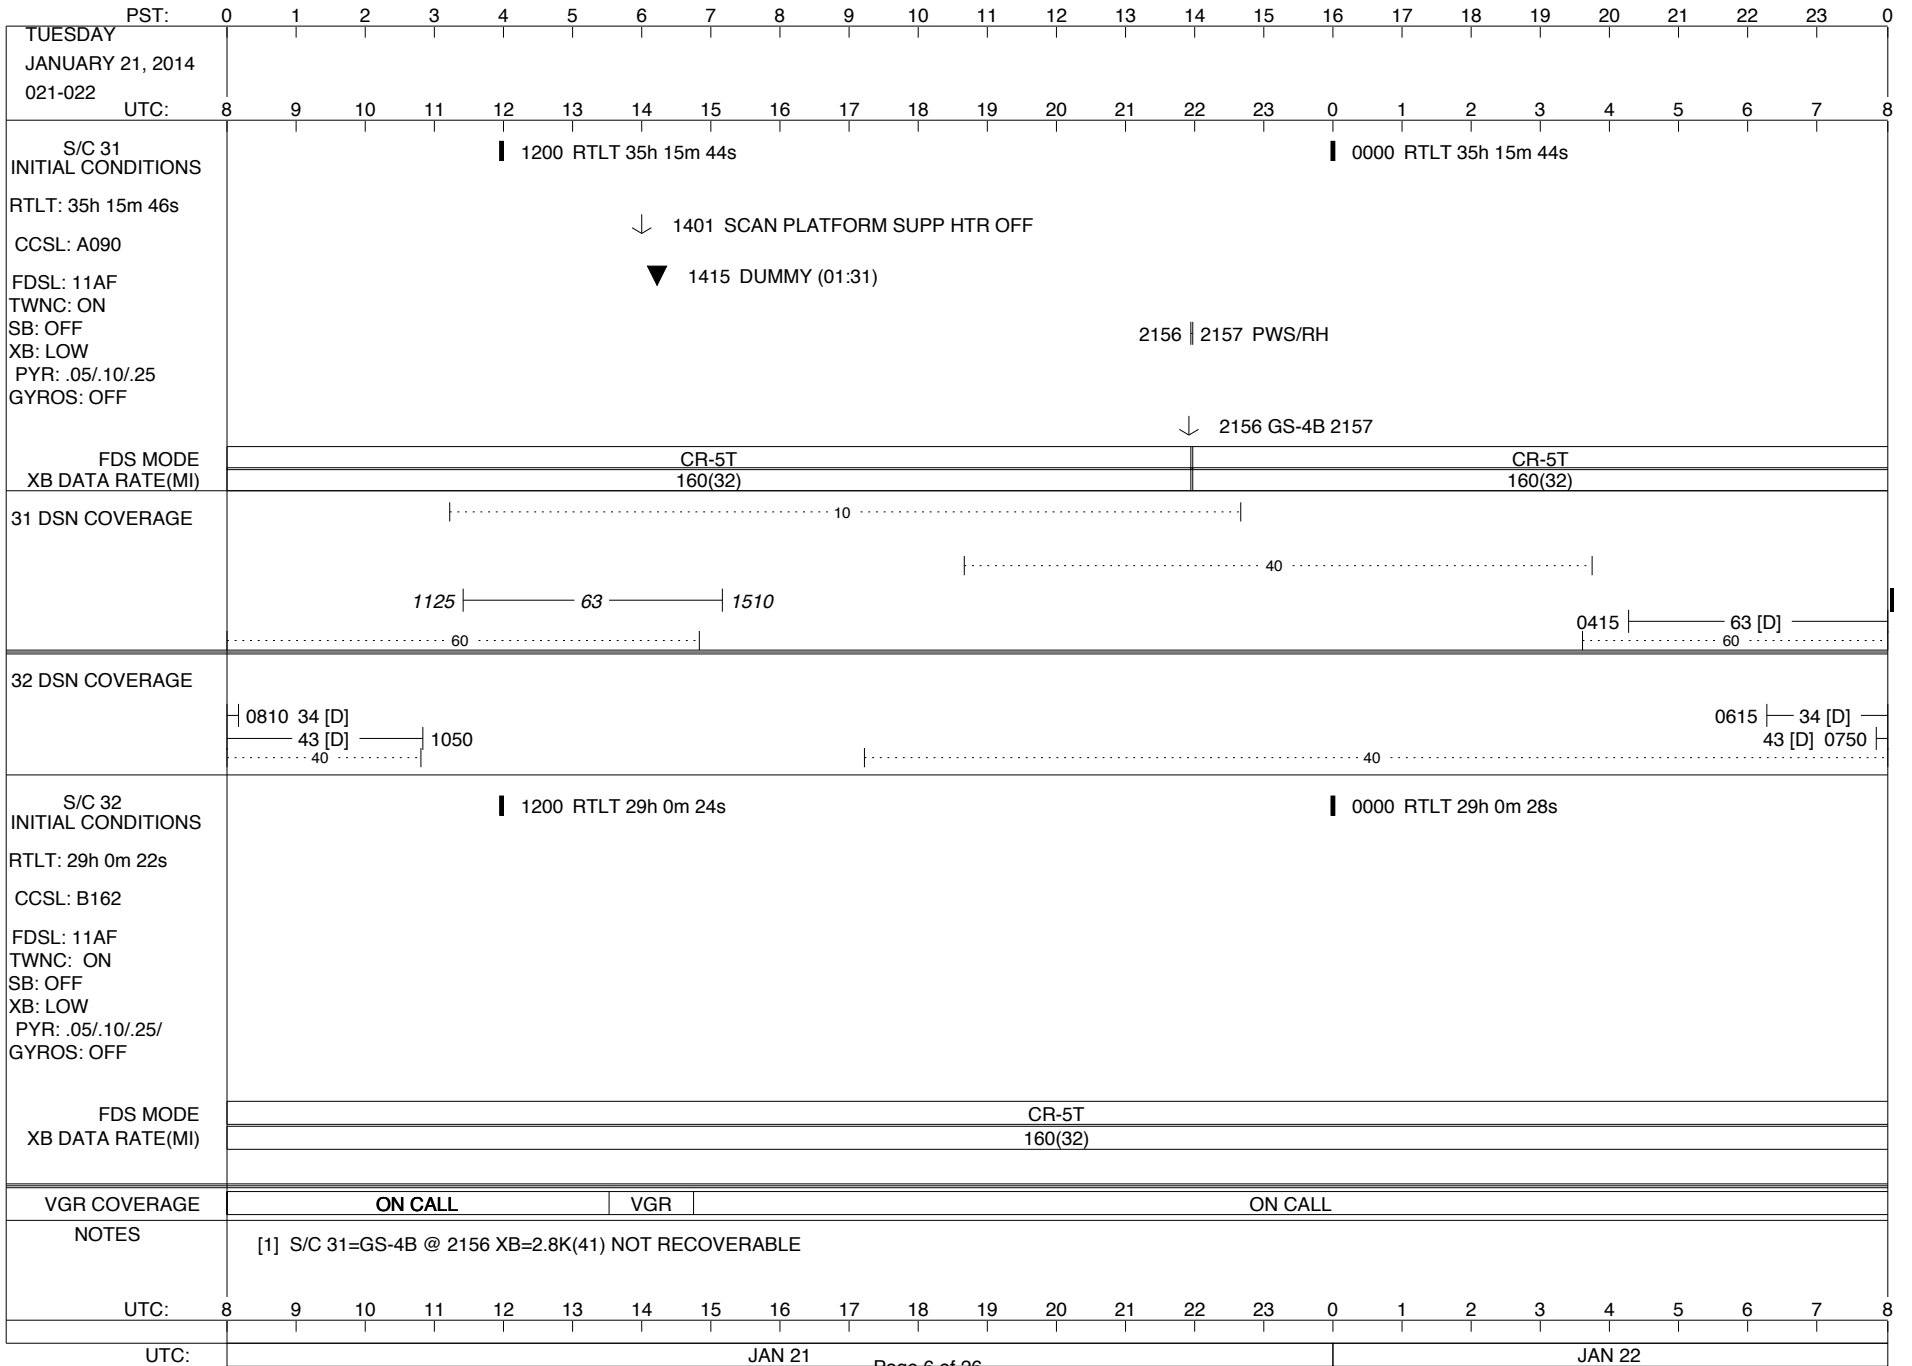 PST: 0 1 2 3 4 5 6 7 8 9 10 11 12 13 14 15 16 17 18 19 20 21 22 23 0
TUESDAY
JANUARY 21, 2014
021-022
UTC: 8 9 10 11 12 13 14 15 16 17 18 19 20 21 22 23 0 1 2 3 4 5 6 7 8
S/C 31
INITIAL CONDITIONS
1200 RTLT 35h 15m 44s
0000 RTLT 35h 15m 44s
RTLT: 35h 15m 46s
1401 SCAN PLATFORM SUPP HTR OFF
CCSL: A090
1415 DUMMY (01:31)
FDSL: 11AF
TWNC: ON
SB: OFF
2156 2157 PWS/RH
XB: LOW
PYR: .05/.10/.25
GYROS: OFF
2156 GS-4B 2157
FDS MODE CR-5T CR-5T
XB DATA RATE(MI) 160(32) 160(32)
31 DSN COVERAGE
10
40
1125 63 1510
0415 63 [D]
60 60
32 DSN COVERAGE
0810 34 [D] 0615 34 [D]
43 [D] 1050 43 [D] 0750
40 40
S/C 32
INITIAL CONDITIONS
1200 RTLT 29h 0m 24s
0000 RTLT 29h 0m 28s
RTLT: 29h 0m 22s
CCSL: B162
FDSL: 11AF
TWNC: ON
SB: OFF
XB: LOW
PYR: .05/.10/.25/
GYROS: OFF
FDS MODE CR-5T
XB DATA RATE(MI) 160(32)
VGR COVERAGE ON CALL VGR ON CALL
NOTES
[1] S/C 31=GS-4B @ 2156 XB=2.8K(41) NOT RECOVERABLE
UTC: 8 9 10 11 12 13 14 15 16 17 18 19 20 21 22 23 0 1 2 3 4 5 6 7 8
UTC: JAN 21 JAN 22
Page 6 of 26